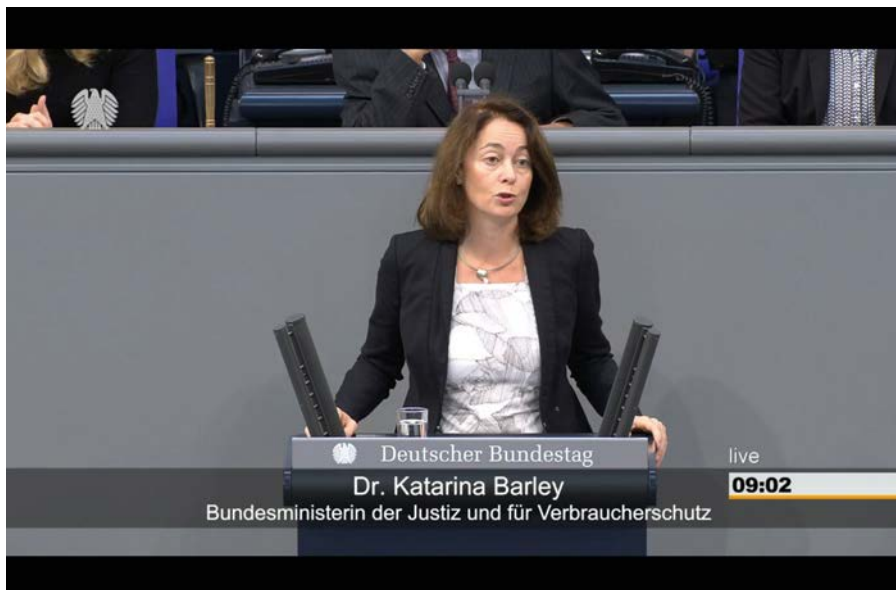 Deutscher Bundestag
live
Dr. Katarina Barley
09:02
Bundesministerin der Justiz und für Verbraucherschutz